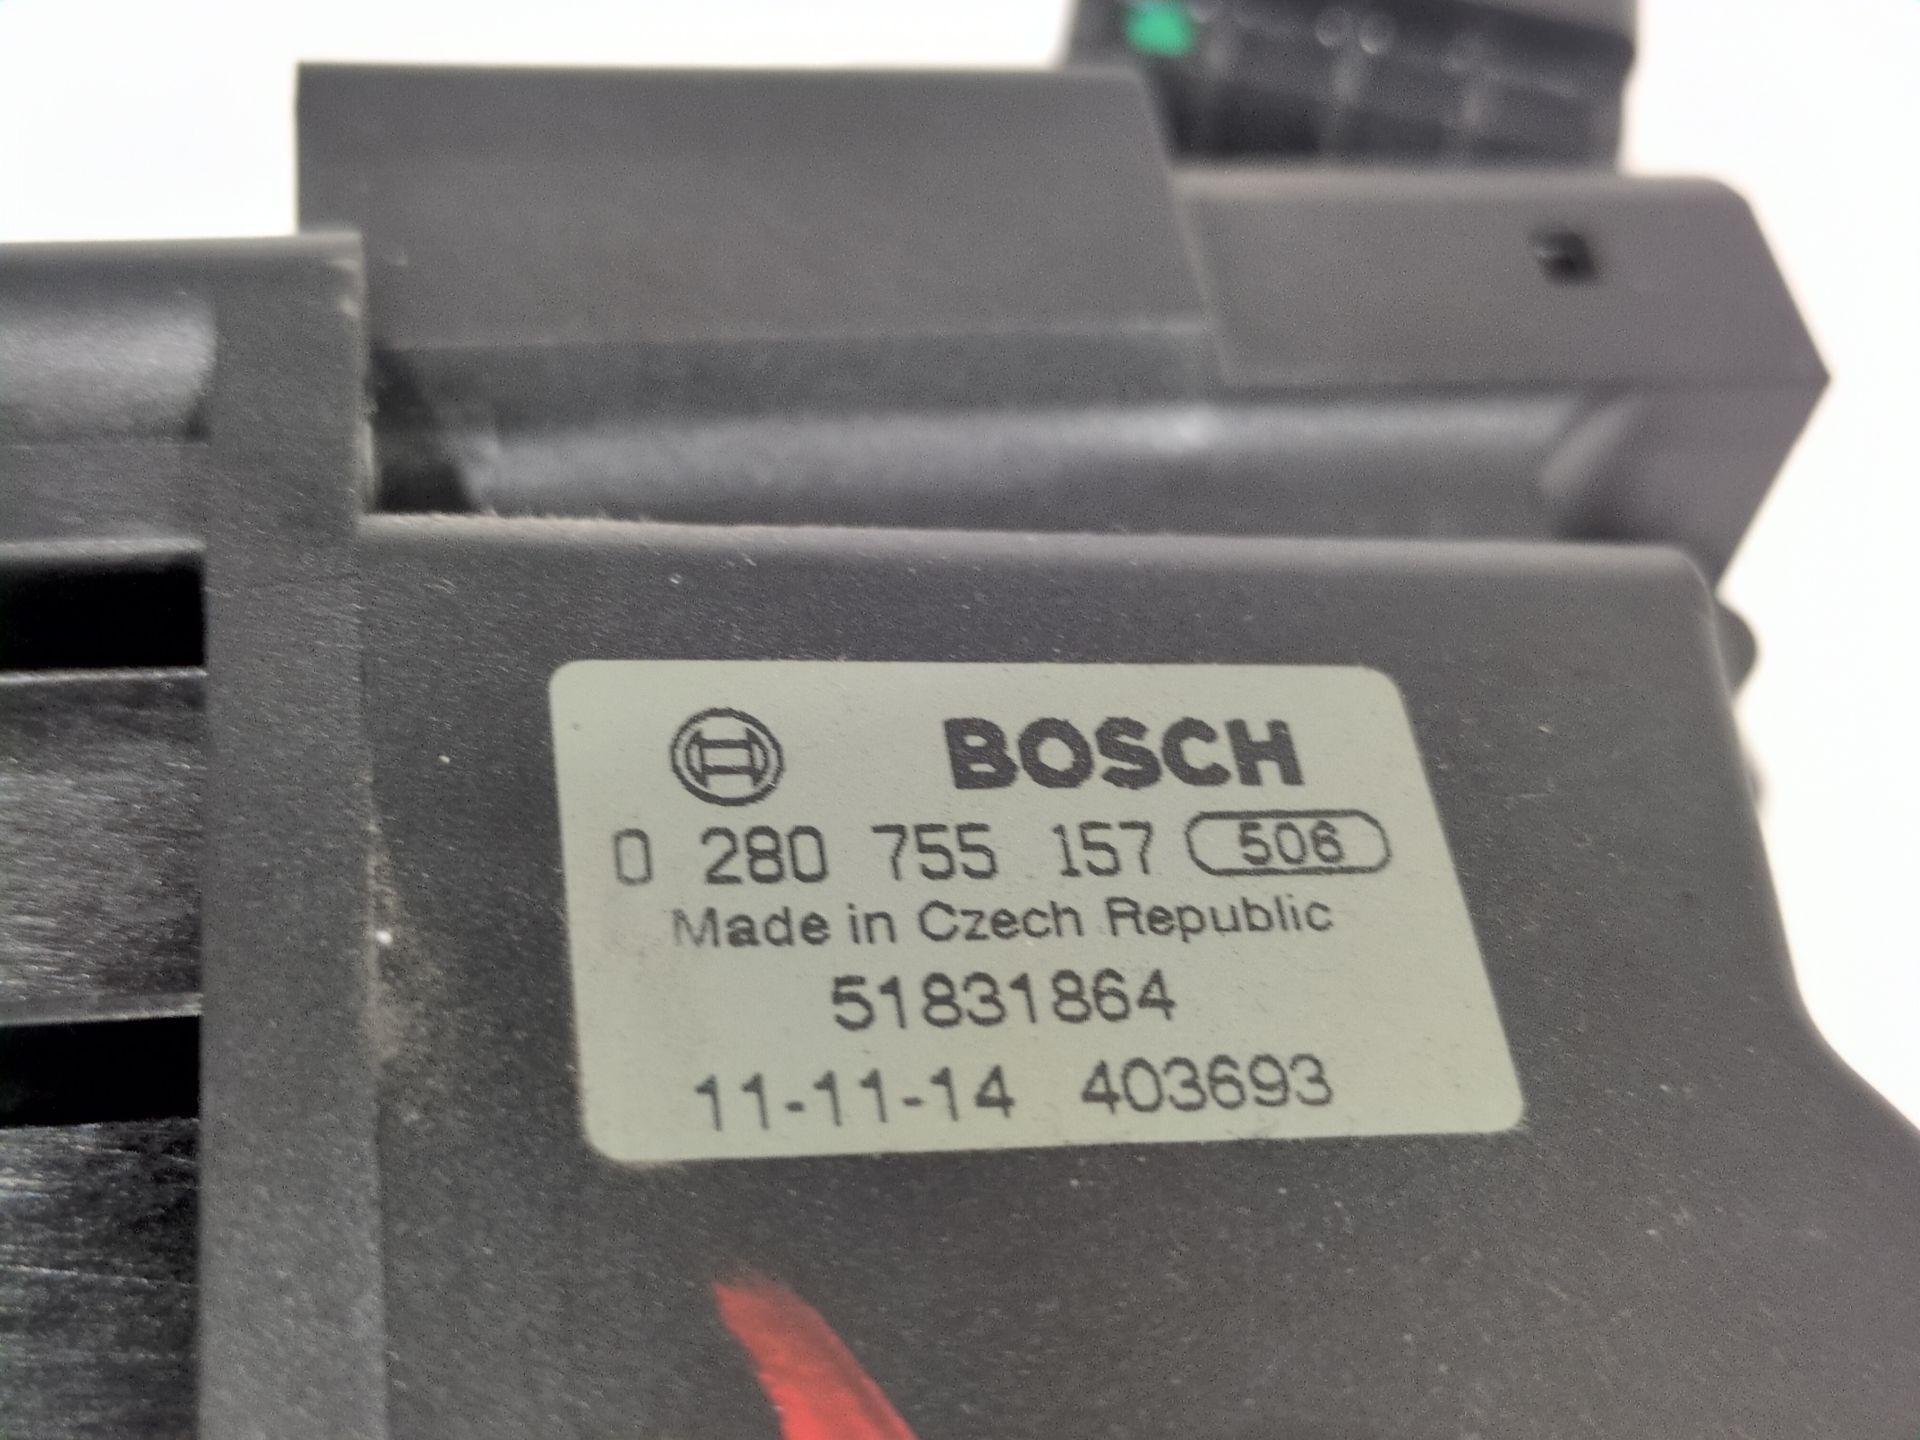 BOSCH
0 280 755 157 506
Made in Czech Republic
51831864
11-11-14 403693